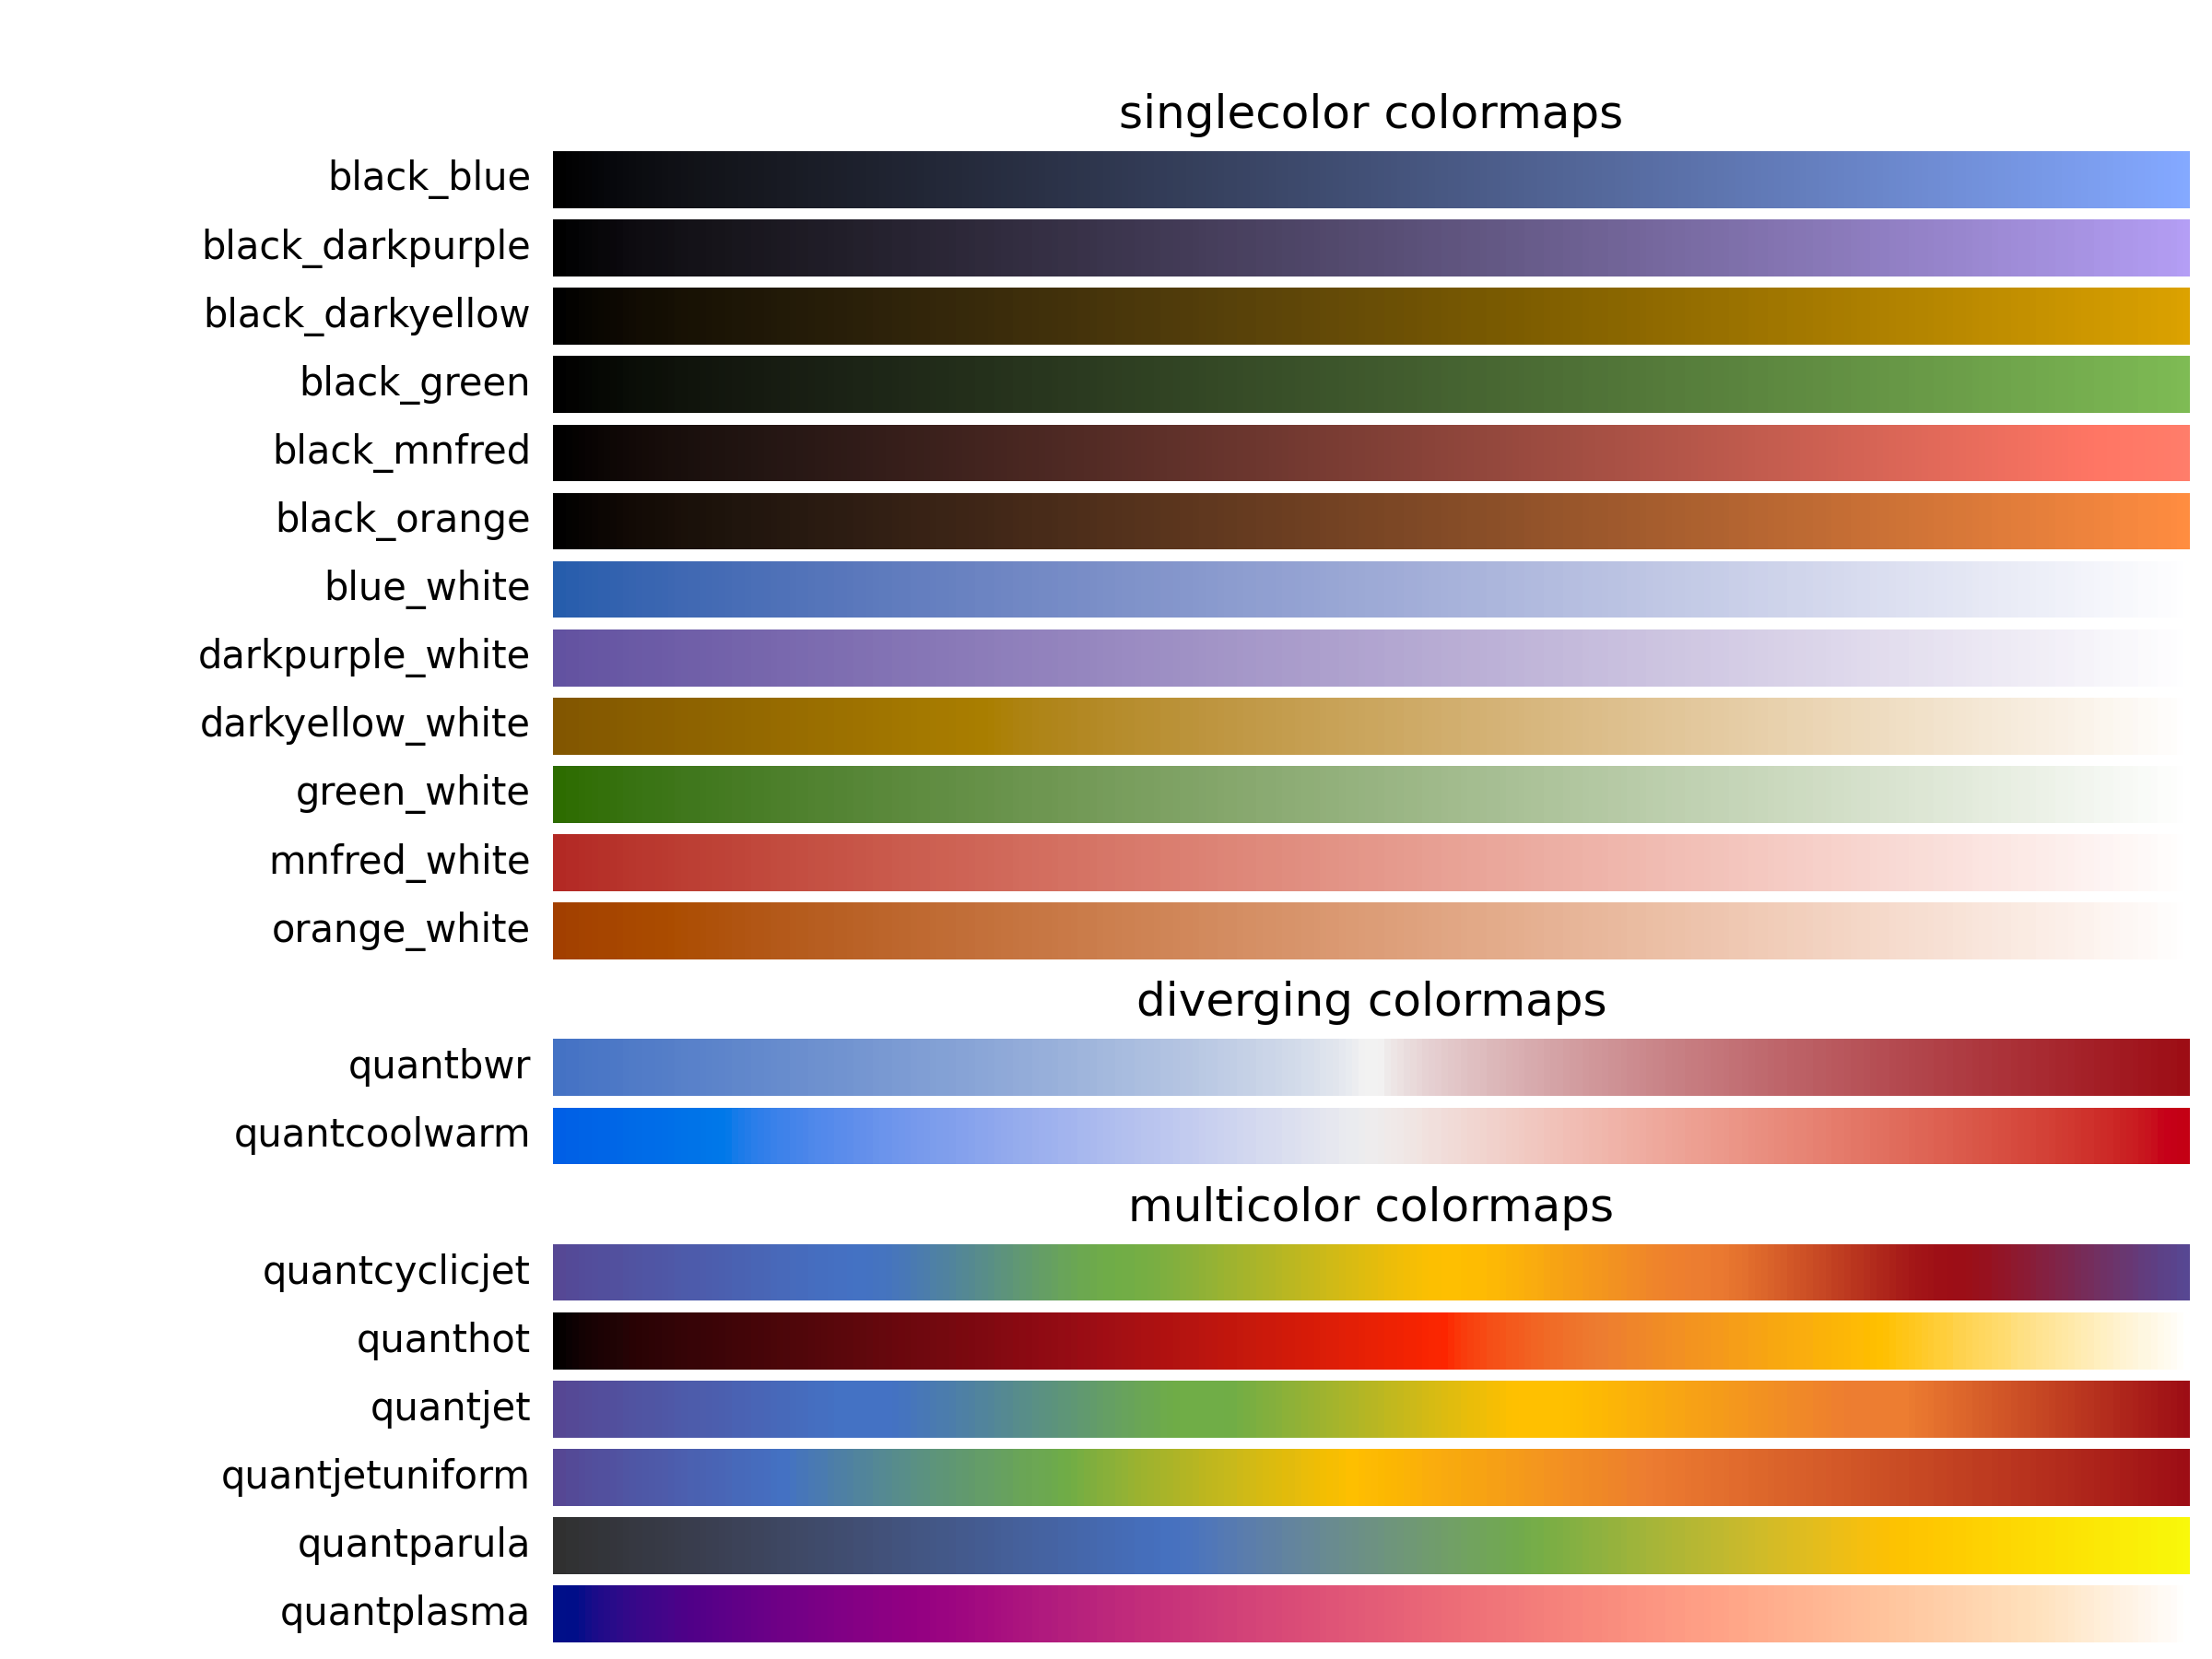 singlecolor colormaps
black_blue
black_darkpurple
black_darkyellow
black_green
black_mnfred
black_orange
blue_white
darkpurple_white
darkyellow_white
green_white
mnfred_white
orange_white
diverging colormaps
quantbwr
quantcoolwarm
multicolor colormaps
quantcyclicjet
quanthot
quantjet
quantjetuniform
quantparula
quantplasma